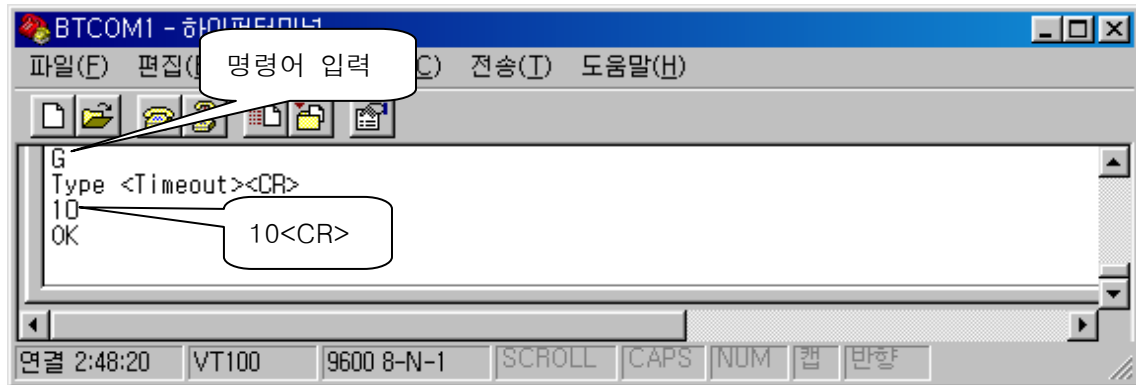 BTCOM1 - 하이퍼터미널
명령어 입력
파일(F) 편집( C) 전송(T) 도움말(H)
G
Type <Timeout><CR>
10
10<CR>
OK
연결 2:48:20 VT100 9600 8-N-1 SCROLL CAPS NUM 캡 반향